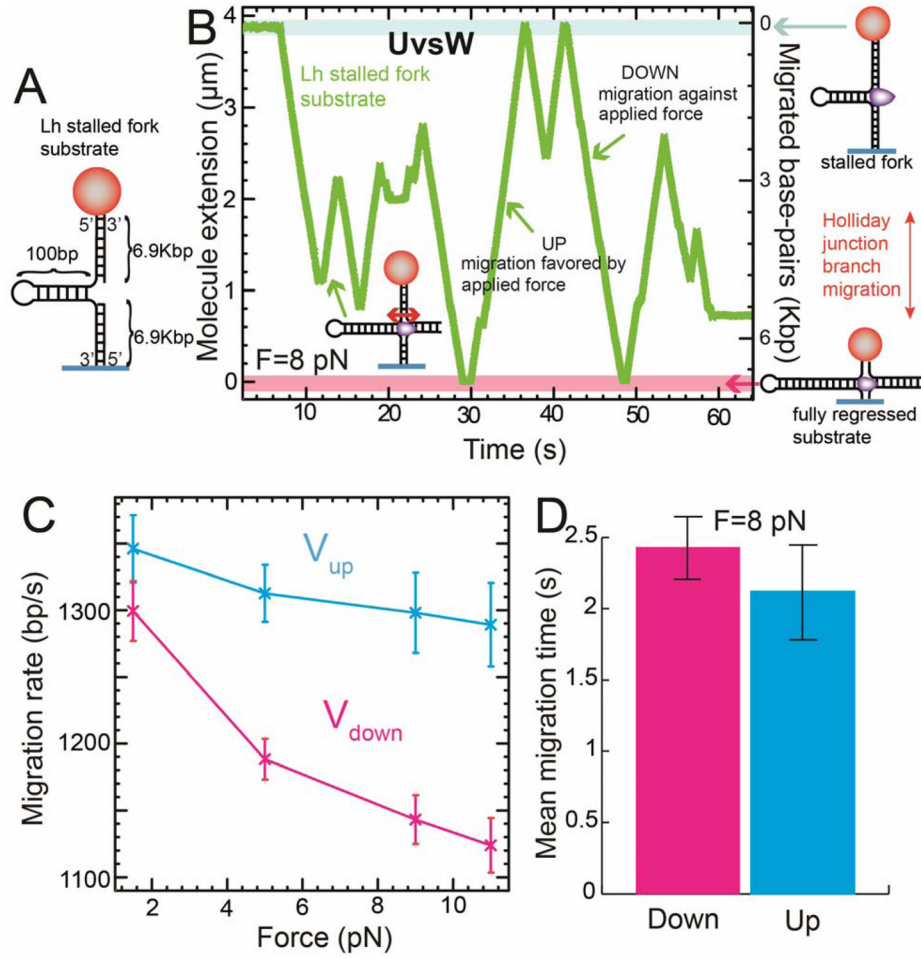 A
Lh stalled fork
substrate
5' 3'
6.9Kbp
100bp
6.9Kbp
3' 5'
B
UvsW
Lh stalled fork
substrate
DOWN
migration against
applied force
UP
migration favored by
applied force
F=8 pN
Molecule extension (μm)
4
3
2
1
0
10
20
30
40
50
60
Time (s)
0
3
6
Migrated base-pairs (Kbp)
stalled fork
Holliday
junction
branch
migration
fully regressed
substrate
C
Vup
Vdown
Migration rate (bp/s)
1300
1200
1100
2
4
6
8
10
Force (pN)
D
F=8 pN
Mean migration time (s)
2.5
2
1.5
1
0.5
0
Down
Up